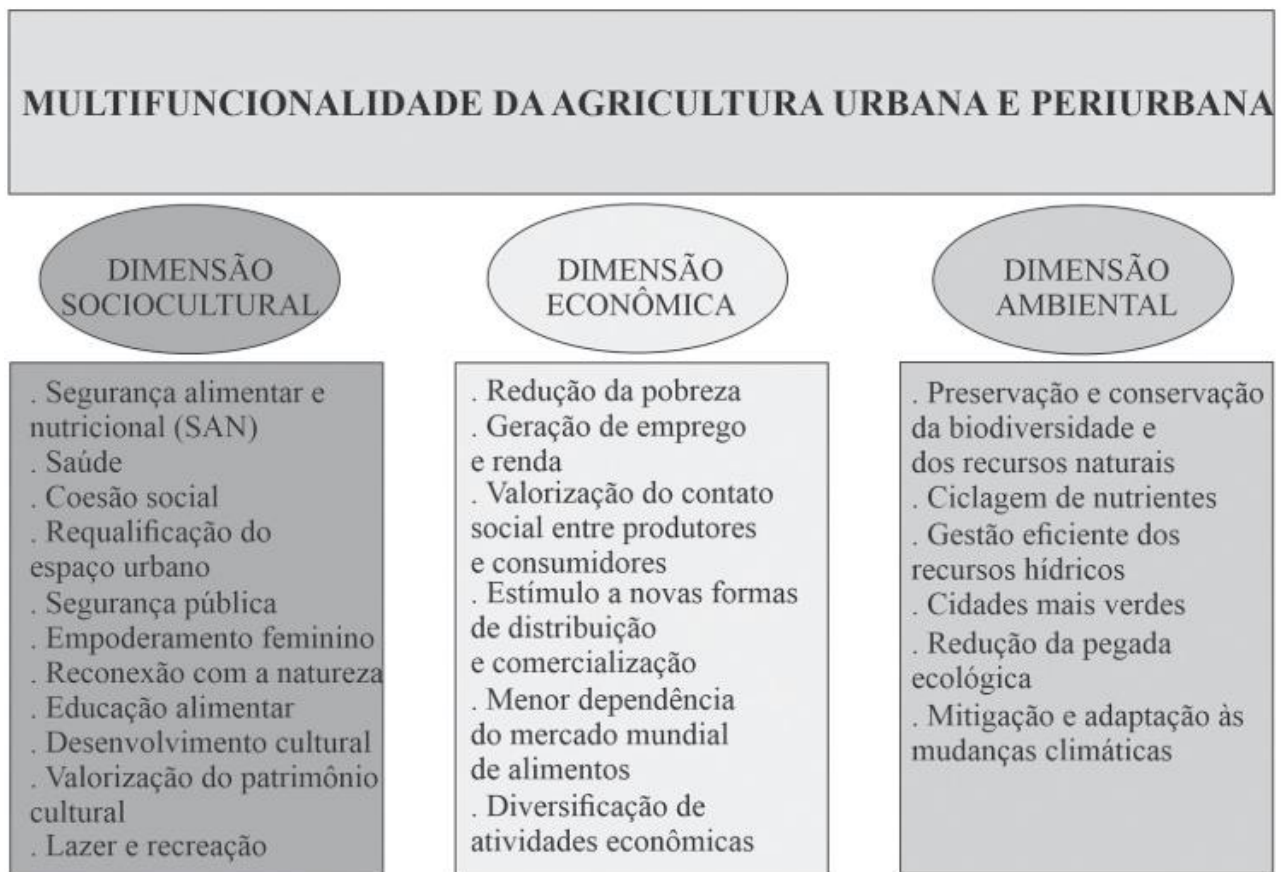 MULTIFUNCIONALIDADE DA AGRICULTURA URBANA E PERIURBANA
DIMENSÃO
SOCIOCULTURAL
. Segurança alimentar e
nutricional (SAN)
. Saúde
. Coesão social
. Requalificação do
espaço urbano
. Segurança pública
. Empoderamento feminino
. Reconexão com a natureza
. Educação alimentar
. Desenvolvimento cultural
. Valorização do patrimônio
cultural
. Lazer e recreação
DIMENSÃO
ECONÔMICA
. Redução da pobreza
. Geração de emprego
e renda
. Valorização do contato
social entre produtores
e consumidores
. Estímulo a novas formas
de distribuição
e comercialização
. Menor dependência
do mercado mundial
de alimentos
. Diversificação de
atividades econômicas
DIMENSÃO
AMBIENTAL
. Preservação e conservação
da biodiversidade e
dos recursos naturais
. Ciclagem de nutrientes
. Gestão eficiente dos
recursos hídricos
. Cidades mais verdes
. Redução da pegada
ecológica
. Mitigação e adaptação às
mudanças climáticas